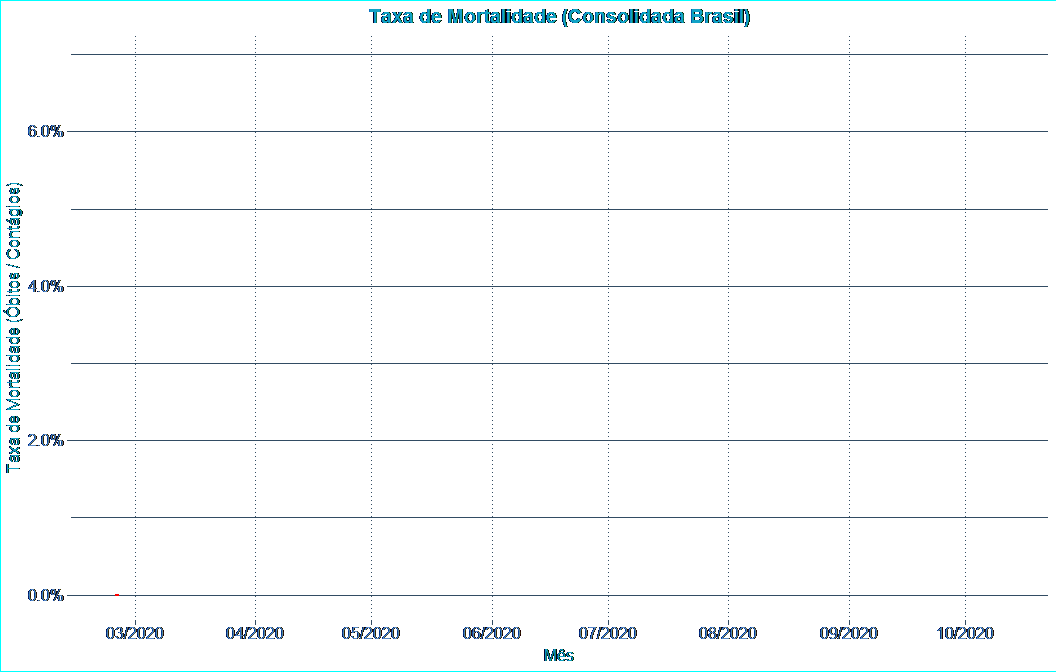 Taxa de Mortalidade (Consolidada Brasil)
Taxa de Mortalidade (Óbitos / Contágios)
6.0%
4.0%
2.0%
0.0%
03/2020 04/2020 05/2020 06/2020 07/2020 08/2020 09/2020 10/2020
Mês